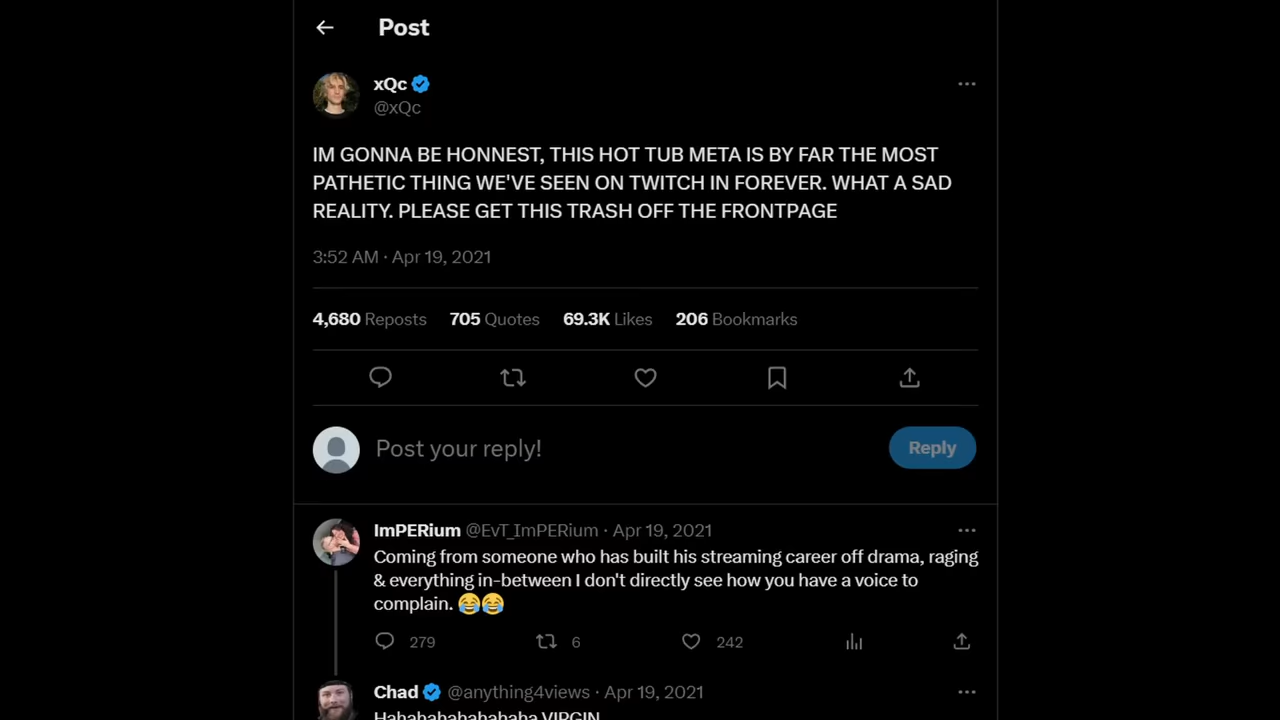 Post
xQc
@xQc
IM GONNA BE HONNEST, THIS HOT TUB META IS BY FAR THE MOST
PATHETIC THING WE'VE SEEN ON TWITCH IN FOREVER. WHAT A SAD
REALITY. PLEASE GET THIS TRASH OFF THE FRONTPAGE
3:52 AM · Apr 19, 2021
4,680 Reposts 705 Quotes 69.3K Likes 206 Bookmarks
Post your reply!
Reply
ImPERium @EvT_ImPERium · Apr 19, 2021
Coming from someone who has built his streaming career off drama, raging
& everything in-between I don't directly see how you have a voice to
complain. 😂😂
279 6 242
Chad @anything4views · Apr 19, 2021
Hahahahahahahaha VIRGIN